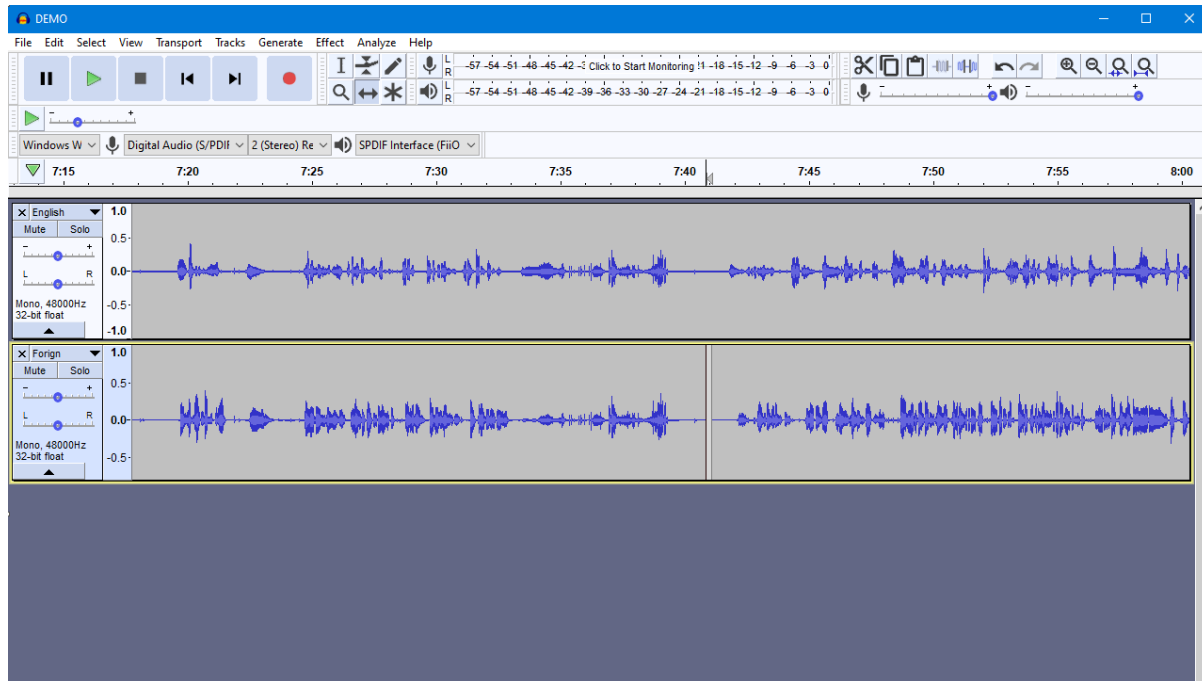 DEMO
File Edit Select View Transport Tracks Generate Effect Analyze Help
L R -57 -54 -51 -48 -45 -42 -3 Click to Start Monitoring !1 -18 -15 -12 -9 -6 -3 0
L R -57 -54 -51 -48 -45 -42 -39 -36 -33 -30 -27 -24 -21 -18 -15 -12 -9 -6 -3 0
- +
- +
- +
Windows W Digital Audio (S/PDIF 2 (Stereo) Re SPDIF Interface (FiiO
7:15 7:20 7:25 7:30 7:35 7:40 7:45 7:50 7:55 8:00
× English 1.0
Mute Solo
- + 0.5
L R 0.0
Mono, 48000Hz -0.5
32-bit float
-1.0
× Forign 1.0
Mute Solo
- + 0.5
L R 0.0
Mono, 48000Hz
32-bit float -0.5